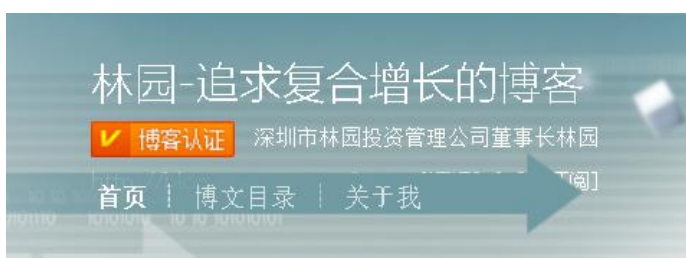 林园-追求复合增长的博客
博客认证 深圳市林园投资管理公司董事长林园
首页 | 博文目录 | 关于我